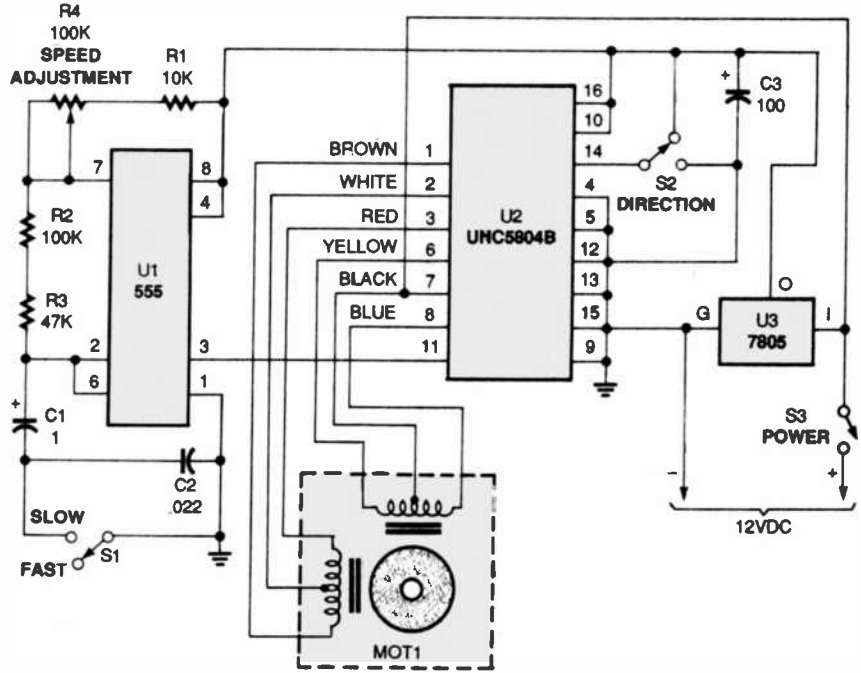 R4
100K
SPEED
ADJUSTMENT
R1
10K
7
8
4
R2
100K
U1
555
R3
47K
2
6
3
1
+
C1
1
C2
.022
SLOW
FAST
S1
BROWN
WHITE
RED
YELLOW
BLACK
BLUE
1
2
3
6
7
8
11
U2
UNC5804B
16
10
14
4
5
12
13
15
9
S2
DIRECTION
+
C3
100
G
O
I
U3
7805
S3
POWER
-
+
12VDC
MOT1